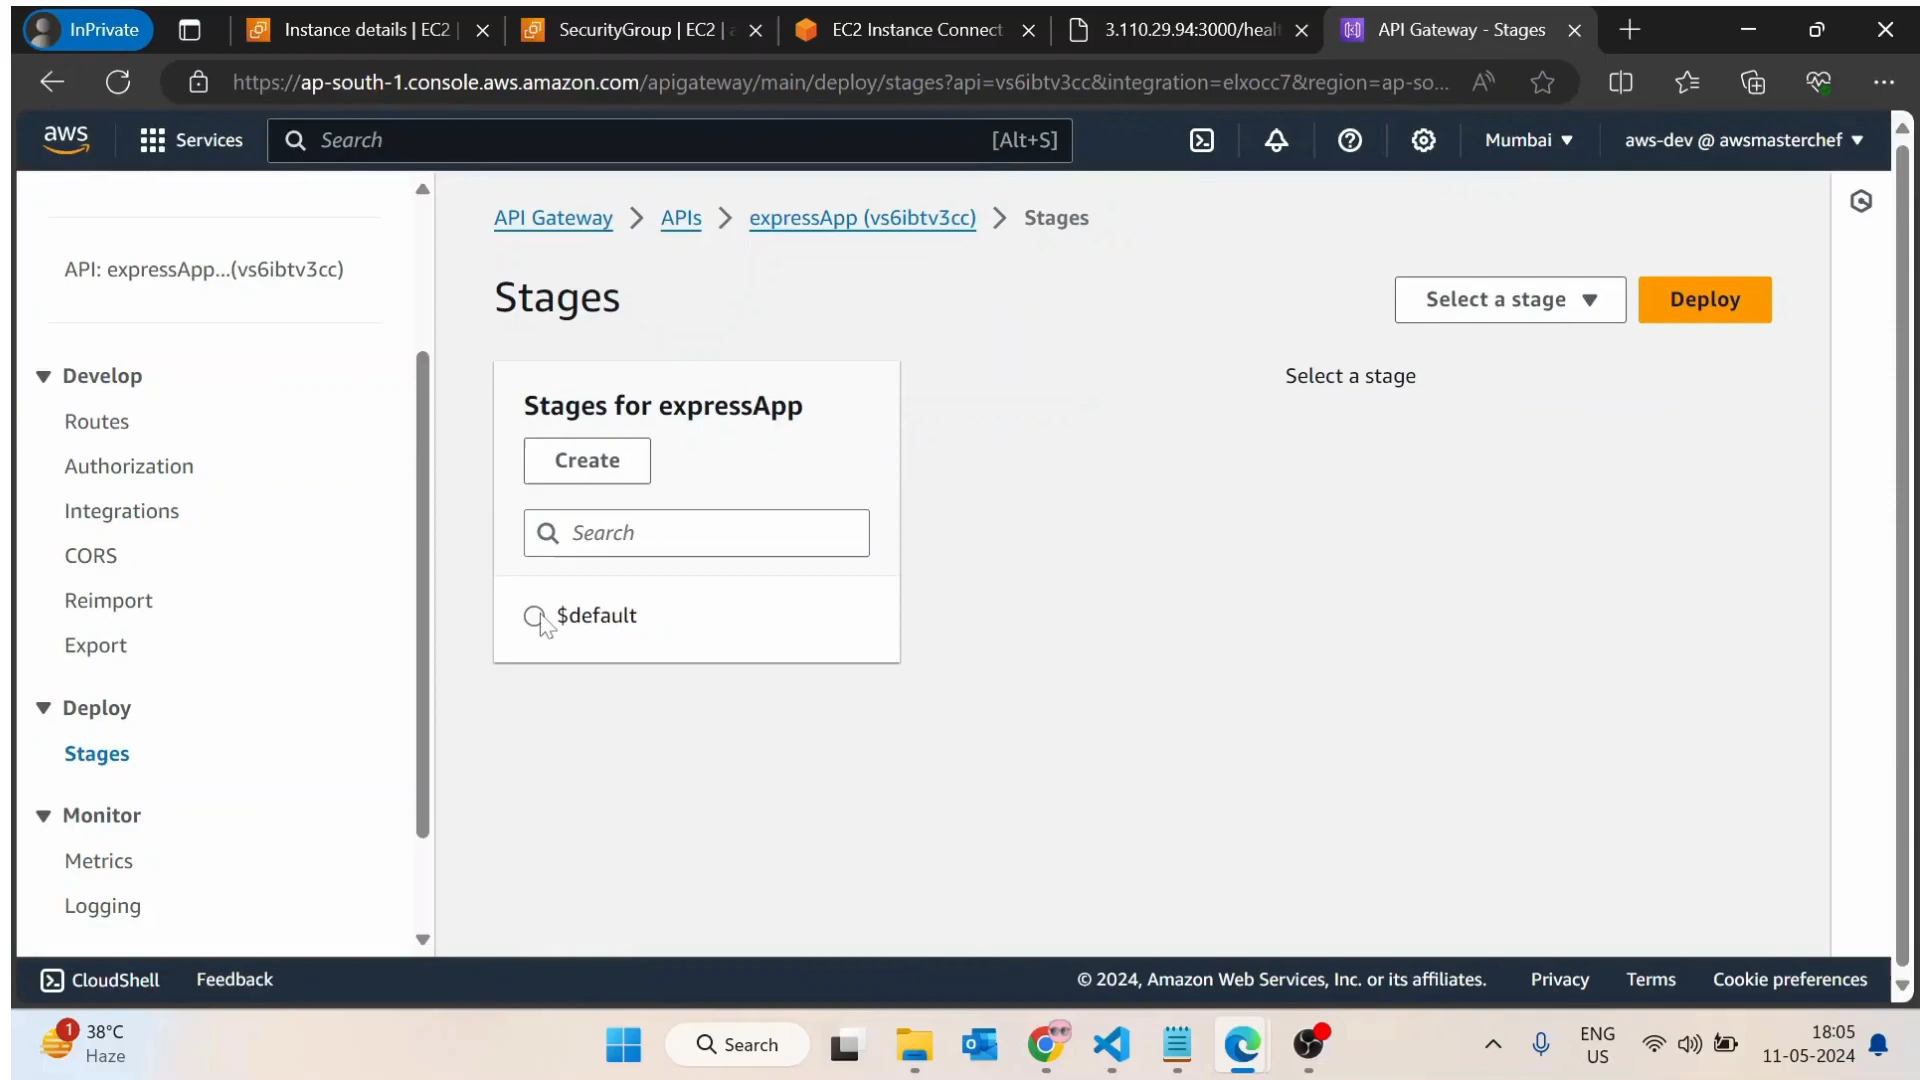 InPrivate
Instance details | EC2
SecurityGroup | EC2 | a
EC2 Instance Connect
3.110.29.94:3000/healt
API Gateway - Stages
https://ap-south-1.console.aws.amazon.com/apigateway/main/deploy/stages?api=vs6ibtv3cc&integration=elxocc7&region=ap-so...
aws
Services
Search
[Alt+S]
Mumbai
aws-dev @ awsmasterchef
API: expressApp...(vs6ibtv3cc)
Develop
Routes
Authorization
Integrations
CORS
Reimport
Export
Deploy
Stages
Monitor
Metrics
Logging
API Gateway
APIs
expressApp (vs6ibtv3cc)
Stages
Stages
Select a stage
Deploy
Stages for expressApp
Create
Search
$default
Select a stage
CloudShell
Feedback
© 2024, Amazon Web Services, Inc. or its affiliates.
Privacy
Terms
Cookie preferences
1
38°C
Haze
Search
ENG
US
18:05
11-05-2024